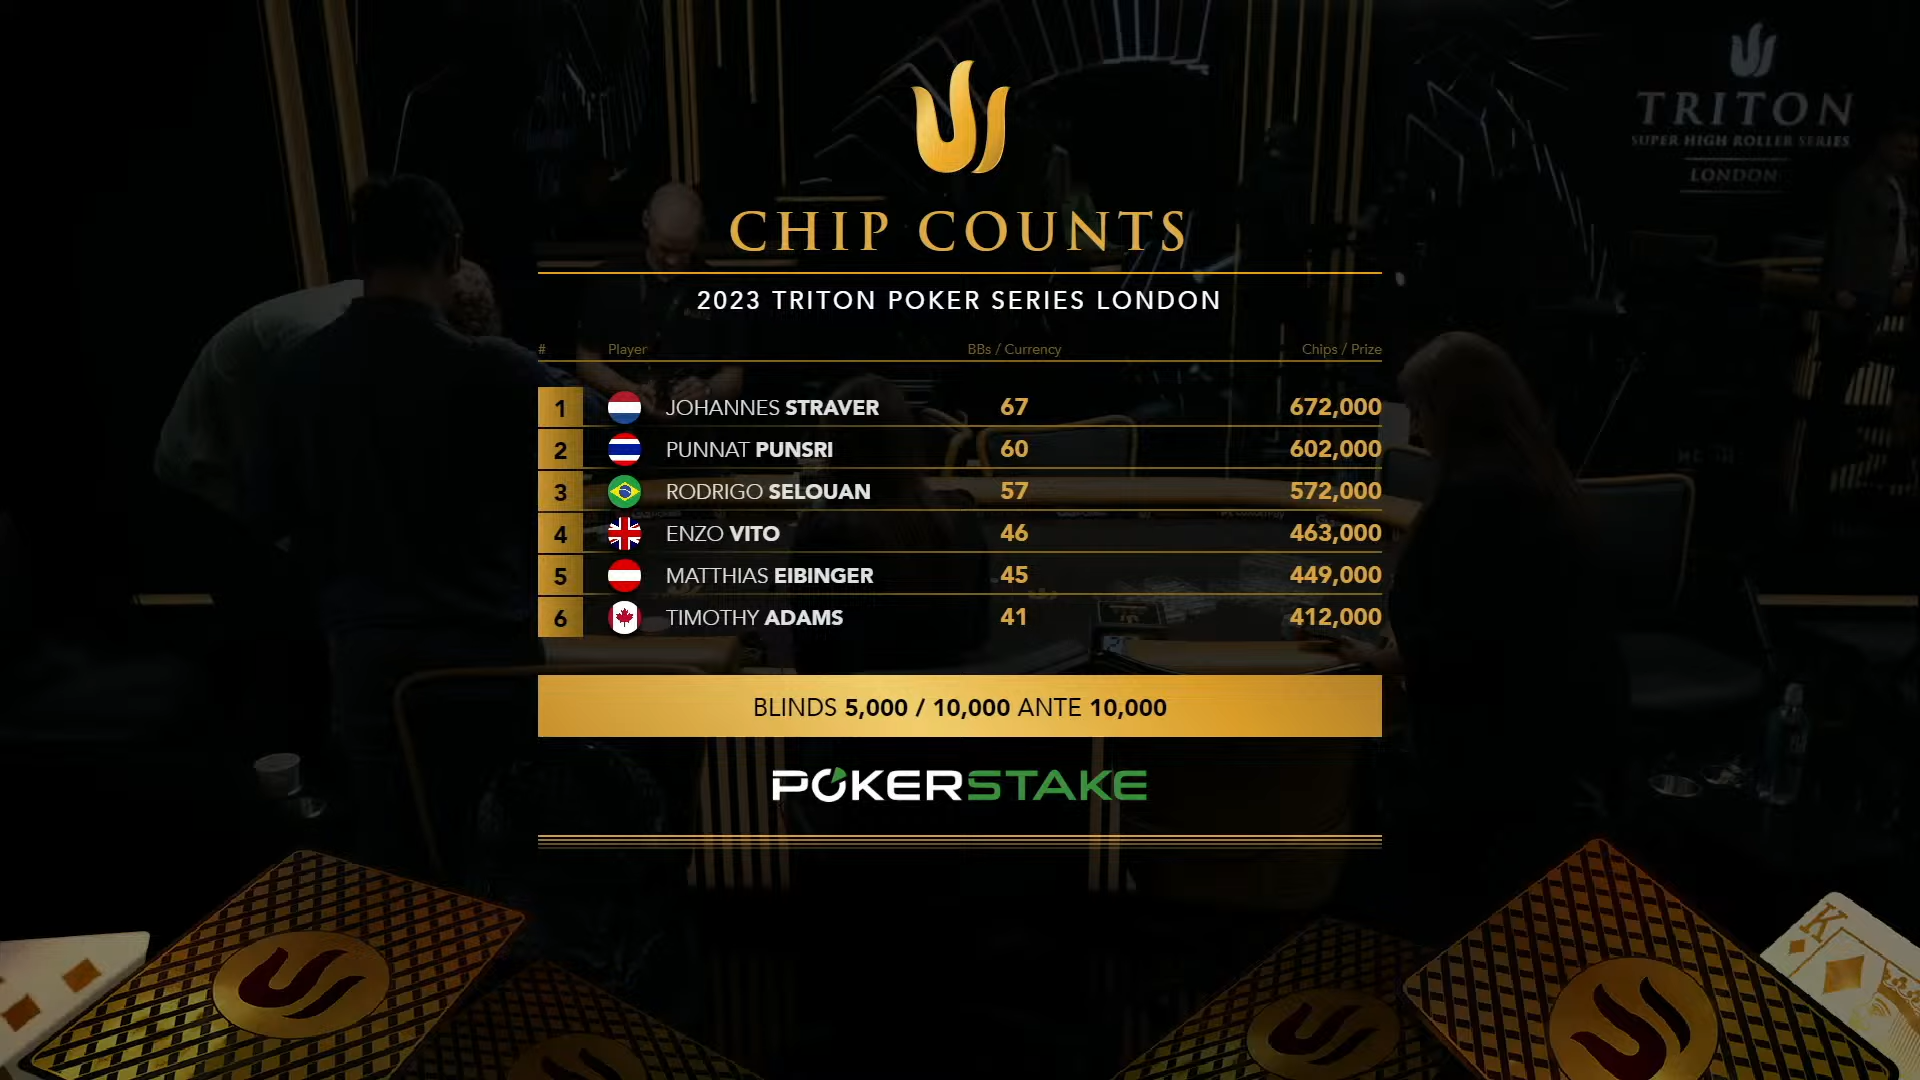 TRITON
SUPER HIGH ROLLER SERIES
LONDON
CHIP COUNTS
2023 TRITON POKER SERIES LONDON
# Player BBs / Currency Chips / Prize
1 JOHANNES STRAVER 67 672,000
2 PUNNAT PUNSRI 60 602,000
3 RODRIGO SELOUAN 57 572,000
4 ENZO VITO 46 463,000
5 MATTHIAS EIBINGER 45 449,000
6 TIMOTHY ADAMS 41 412,000
BLINDS 5,000 / 10,000 ANTE 10,000
POKERSTAKE
K